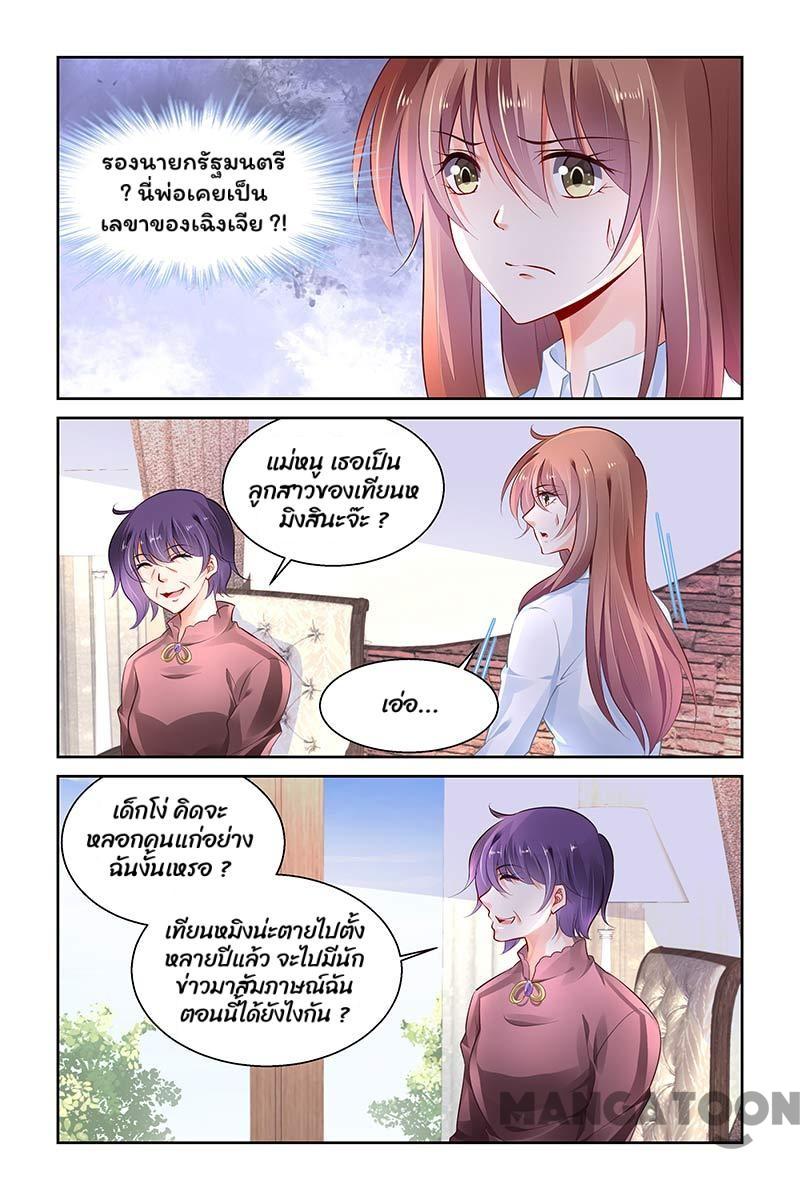 รองนายกรัฐมนตรี
? นี่พ่อเคยเป็น
เลขาของเฉิงเจีย ?!
แม่หนู เธอเป็น
ลูกสาวของเทียนห
มิงสินะจ๊ะ ?
เอ่อ...
เด็กโง่ คิดจะ
หลอกคนแก่อย่าง
ฉันงั้นเหรอ ?
เทียนหมิงน่ะตายไปตั้ง
หลายปีแล้ว จะไปมีนัก
ข่าวมาสัมภาษณ์ฉัน
ตอนนี้ได้ยังไงกัน ?
MANGATOON